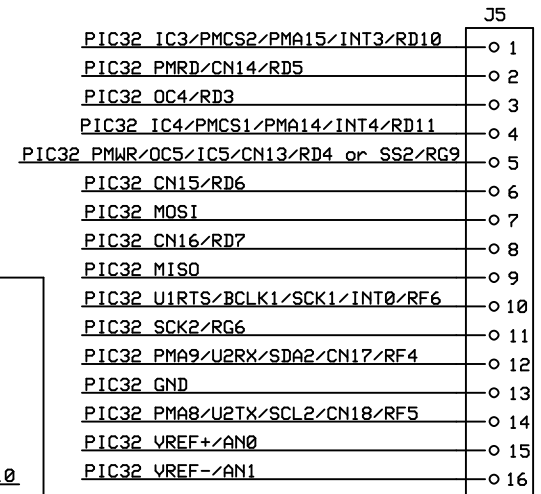 J5
PIC32 IC3/PMCS2/PMA15/INT3/RD10 1
PIC32 PMRD/CN14/RD5 2
PIC32 OC4/RD3 3
PIC32 IC4/PMCS1/PMA14/INT4/RD11 4
PIC32 PMWR/OC5/IC5/CN13/RD4 or SS2/RG9 5
PIC32 CN15/RD6 6
PIC32 MOSI 7
PIC32 CN16/RD7 8
PIC32 MISO 9
PIC32 U1RTS/BCLK1/SCK1/INT0/RF6 10
PIC32 SCK2/RG6 11
PIC32 PMA9/U2RX/SDA2/CN17/RF4 12
PIC32 GND 13
PIC32 PMA8/U2TX/SCL2/CN18/RF5 14
PIC32 VREF+/AN0 15
PIC32 VREF-/AN1 16